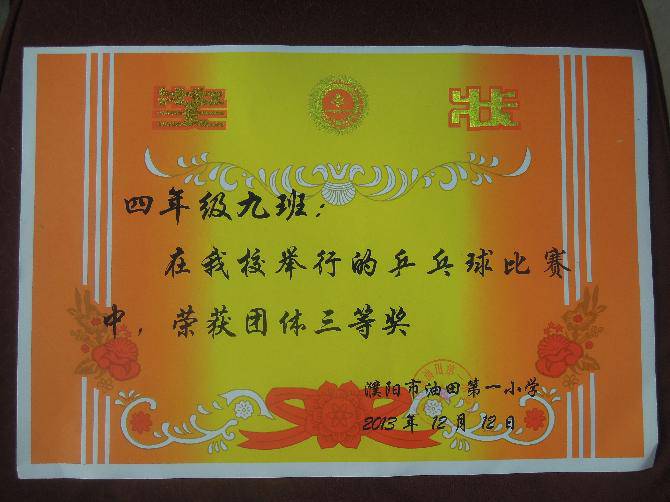 奖状
四年级九班：
在我校举行的乒乓球比赛
中，荣获团体三等奖
濮阳市油田第一小学
2013年12月12日